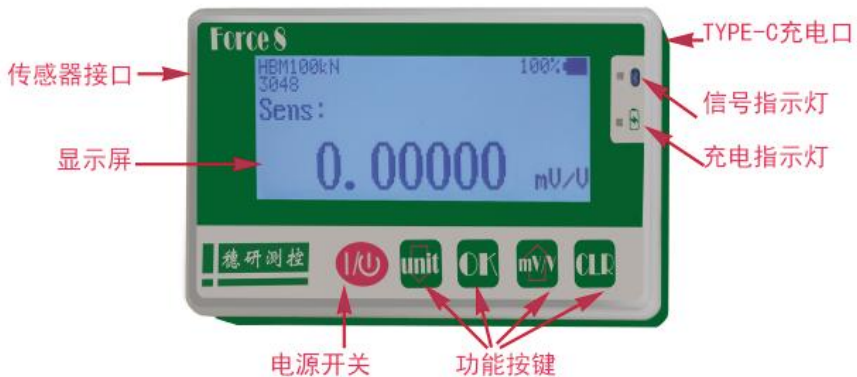 Force 8
TYPE-C充电口
HBM100kN 100%
3048
传感器接口
Sens:
信号指示灯
显示屏
0.00000 mV/V
充电指示灯
穗研测控
I/⏻ unit OK mV/V CLR
电源开关 功能按键